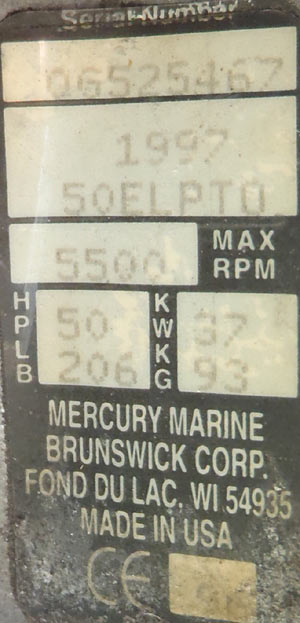 Serial Number
0G525467
1997
50ELPTO
5500 MAX RPM
HP 50 KW 37
LB 206 KG 93
MERCURY MARINE
BRUNSWICK CORP.
FOND DU LAC, WI 54935
MADE IN USA
CE